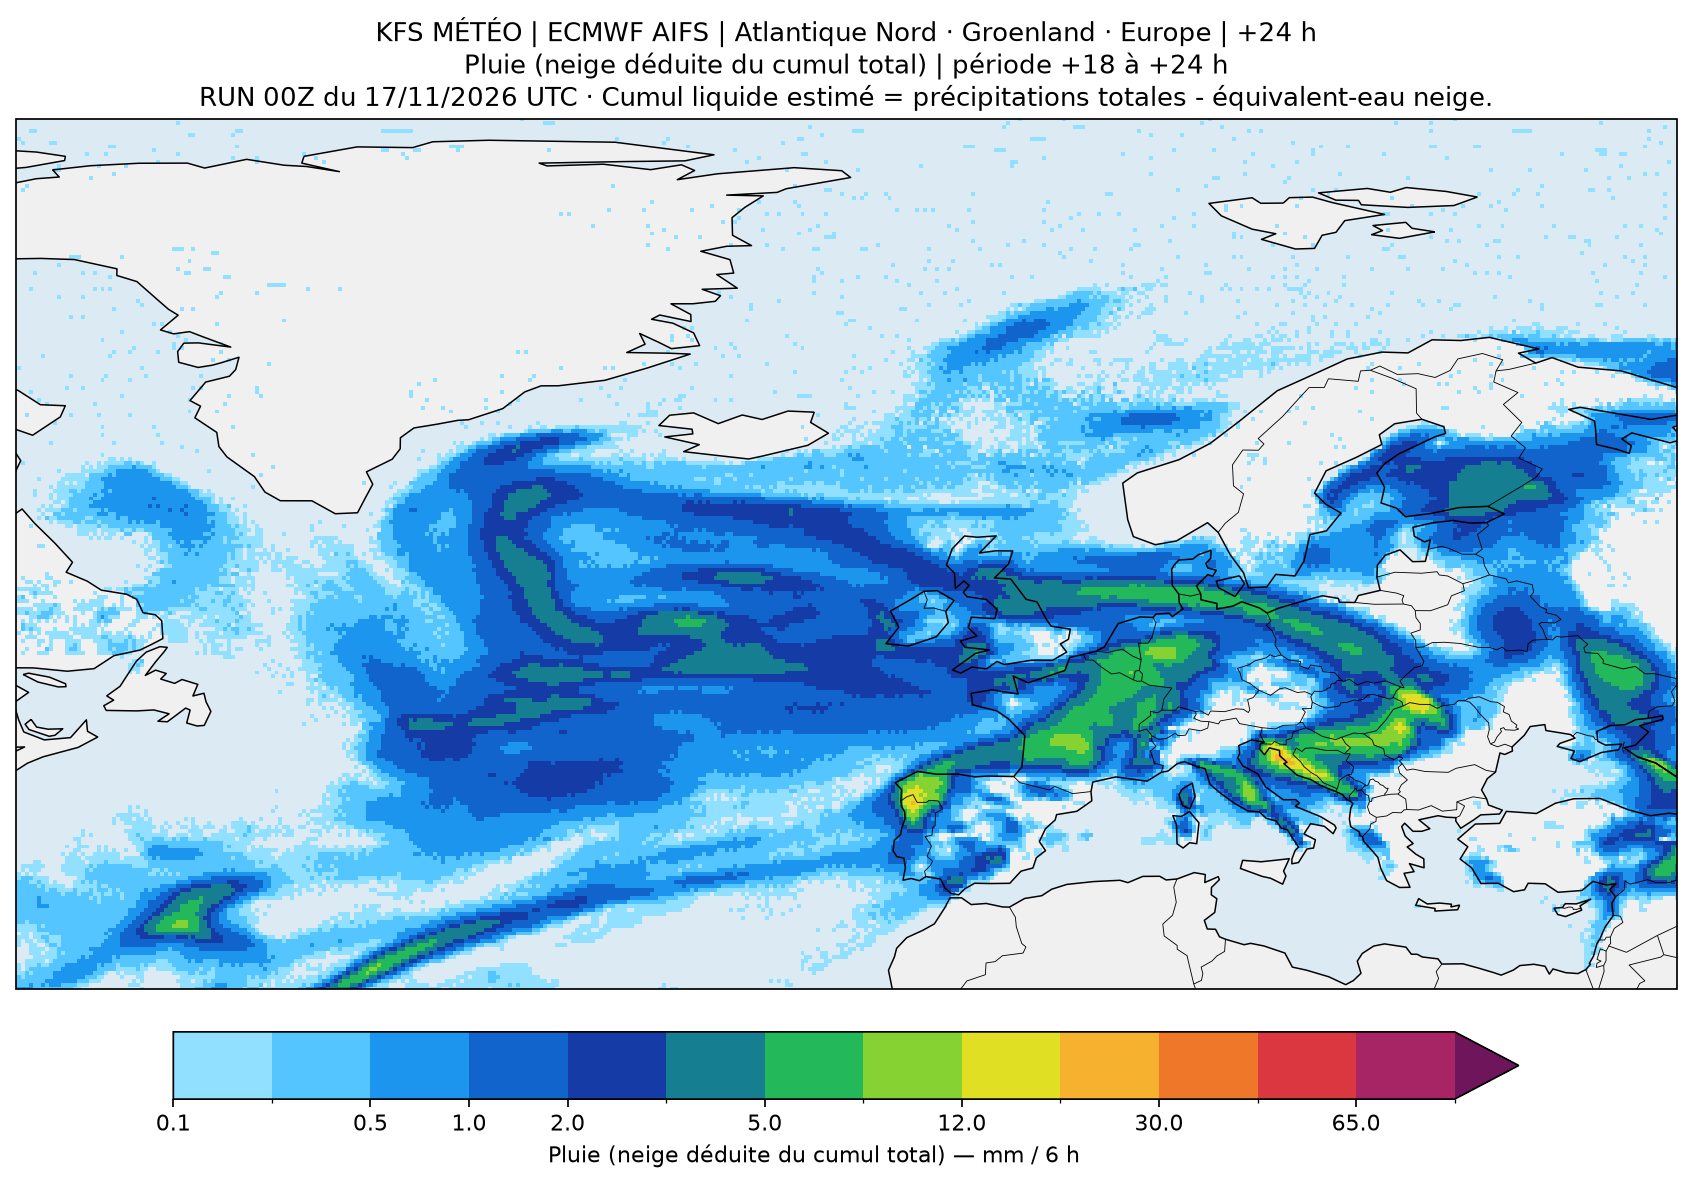 KFS MÉTÉO | ECMWF AIFS | Atlantique Nord · Groenland · Europe | +24 h
Pluie (neige déduite du cumul total) | période +18 à +24 h
RUN 00Z du 17/11/2026 UTC · Cumul liquide estimé = précipitations totales - équivalent-eau neige.
0.1 0.5 1.0 2.0 5.0 12.0 30.0 65.0
Pluie (neige déduite du cumul total) — mm / 6 h